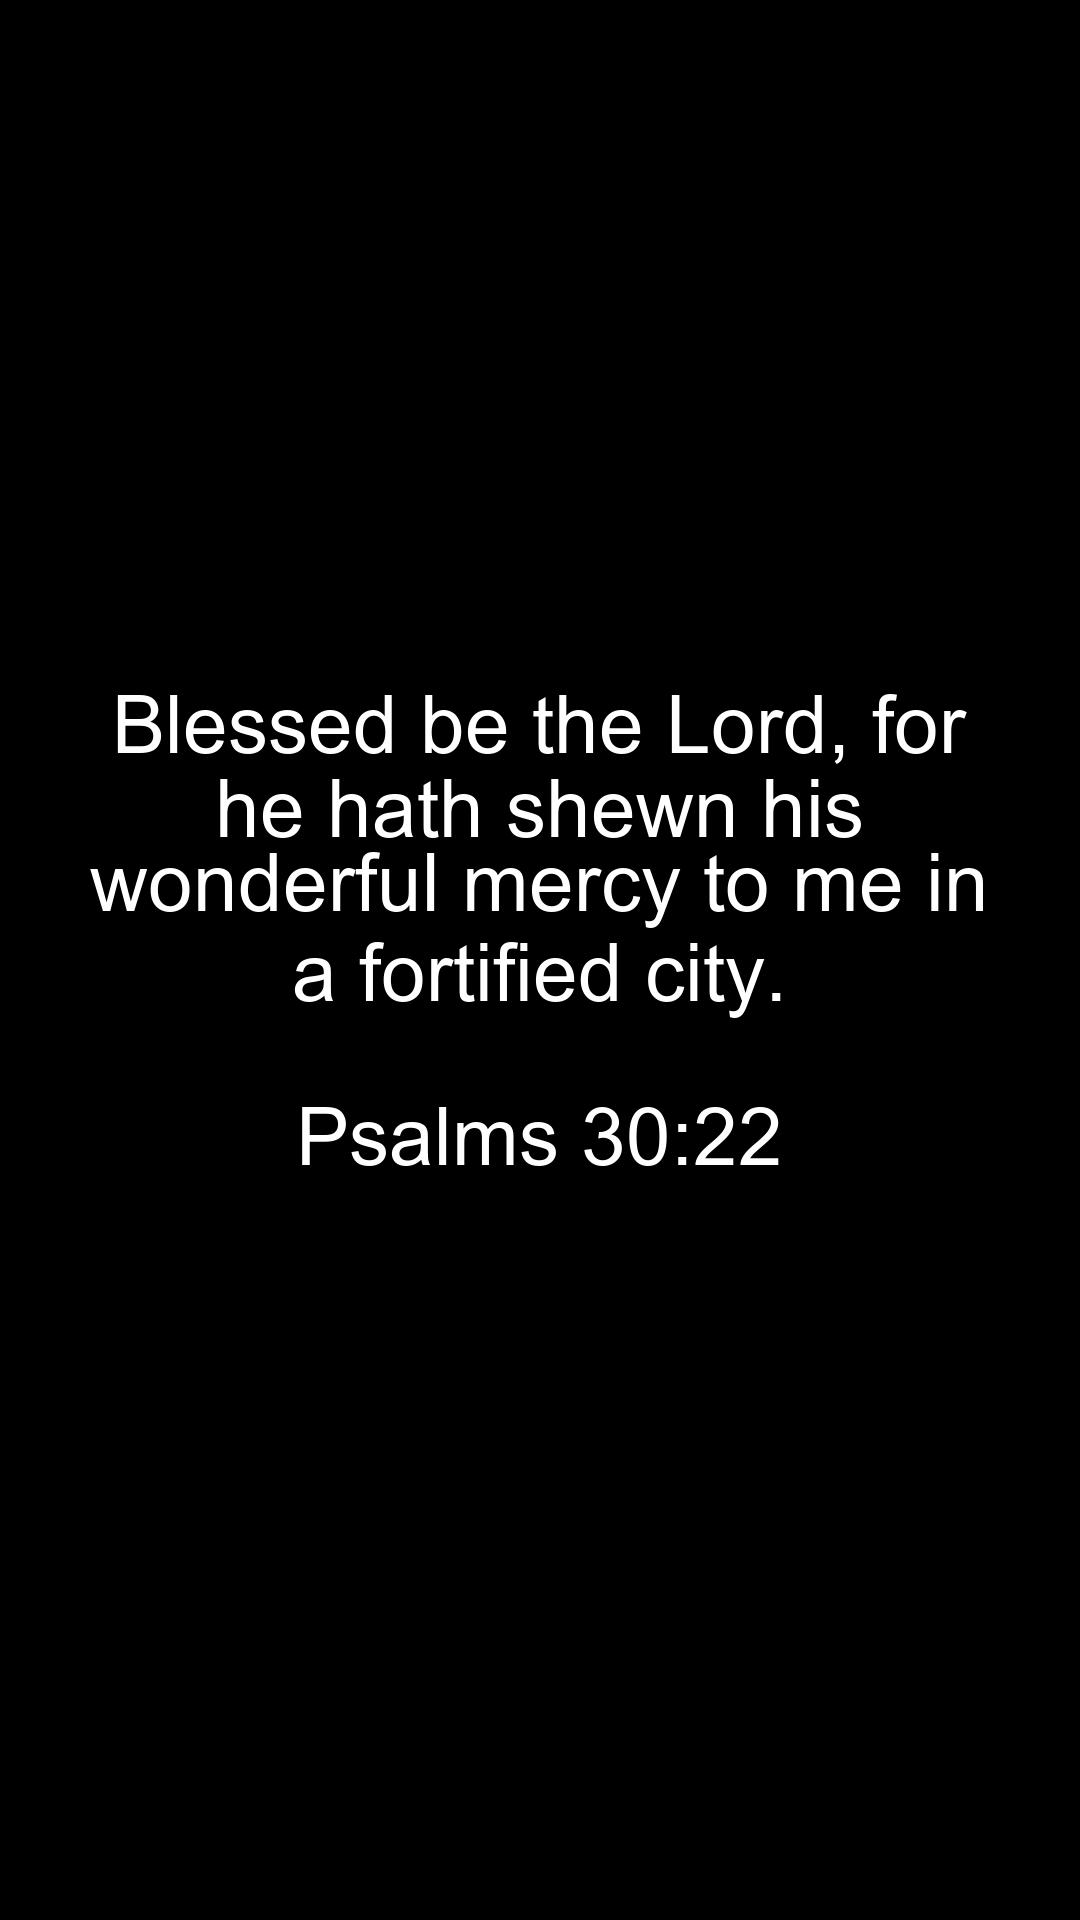 Blessed be the Lord, for
he hath shewn his
wonderful mercy to me in
a fortified city.
Psalms 30:22